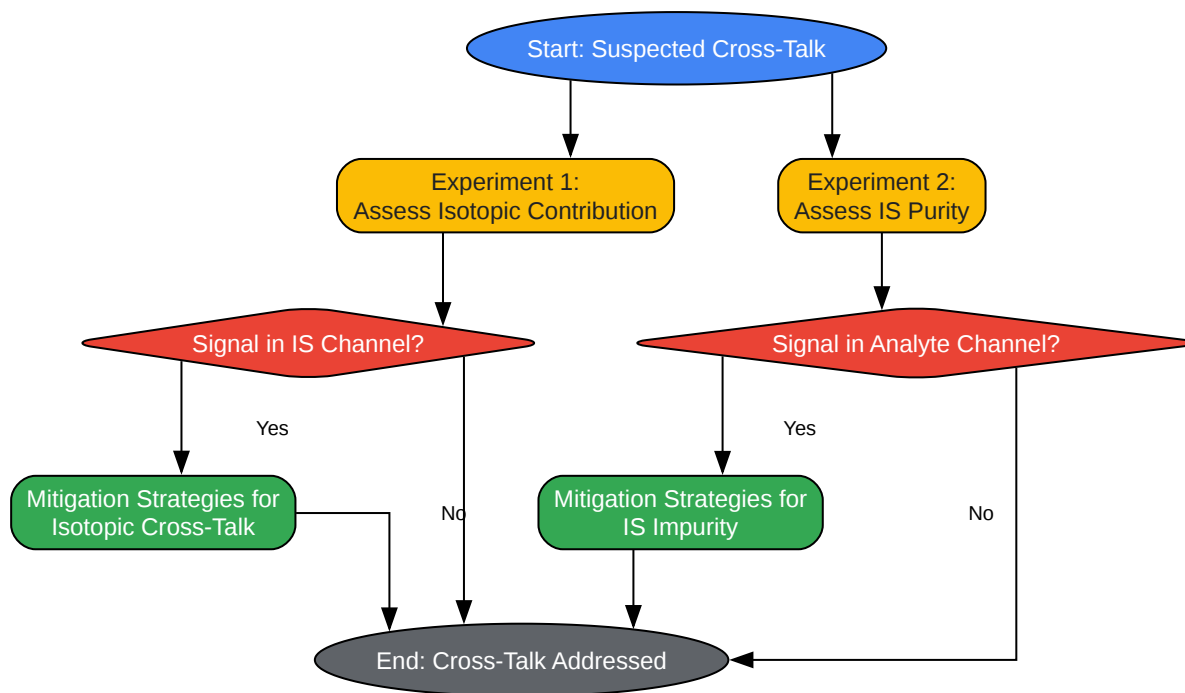 Start: Suspected Cross-Talk
Experiment 1:
Assess Isotopic Contribution
Experiment 2:
Assess IS Purity
Signal in IS Channel?
Signal in Analyte Channel?
Yes
Yes
Mitigation Strategies for
Isotopic Cross-Talk
No
Mitigation Strategies for
IS Impurity
No
End: Cross-Talk Addressed